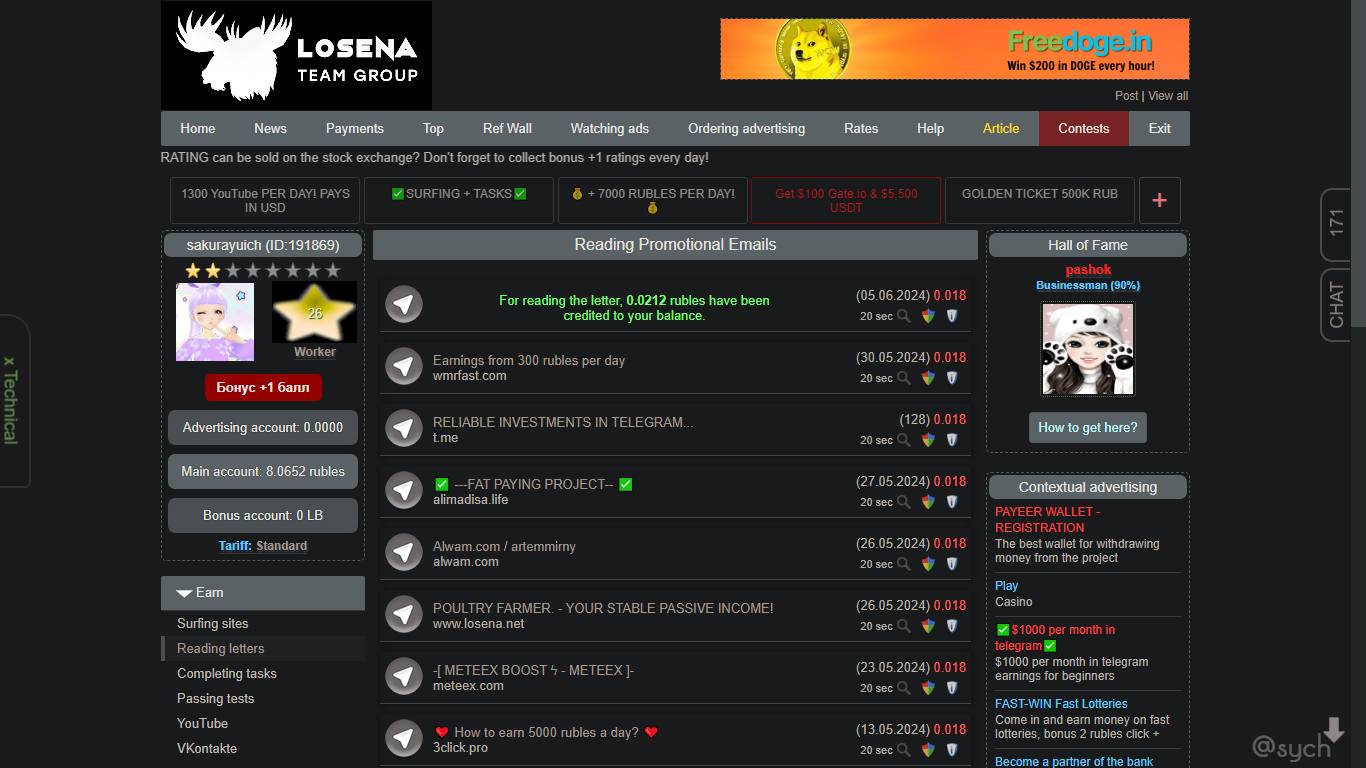 LOSENA
TEAM GROUP
Freedoge.in
Win $200 in DOGE every hour!
Post | View all
Home News Payments Top Ref Wall Watching ads Ordering advertising Rates Help Article Contests Exit
RATING can be sold on the stock exchange? Don't forget to collect bonus +1 ratings every day!
1300 YouTube PER DAY! PAYS
IN USD
✅SURFING + TASKS✅
💰 + 7000 RUBLES PER DAY!
💰
Get $100 Gate.io & $5,500
USDT
GOLDEN TICKET 500K RUB
+
sakurayuich (ID:191869)
26
Worker
Бонус +1 балл
Advertising account: 0.0000
Main account: 8.0652 rubles
Bonus account: 0 LB
Tariff: Standard
Earn
Surfing sites
Reading letters
Completing tasks
Passing tests
YouTube
VKontakte
Reading Promotional Emails
For reading the letter, 0.0212 rubles have been
credited to your balance.
(05.06.2024) 0.018
20 sec
Earnings from 300 rubles per day
wmrfast.com
(30.05.2024) 0.018
20 sec
RELIABLE INVESTMENTS IN TELEGRAM...
t.me
(128) 0.018
20 sec
✅ ---FAT PAYING PROJECT-- ✅
alimadisa.life
(27.05.2024) 0.018
20 sec
Alwam.com / artemmirny
alwam.com
(26.05.2024) 0.018
20 sec
POULTRY FARMER. - YOUR STABLE PASSIVE INCOME!
www.losena.net
(26.05.2024) 0.018
20 sec
-[ METEEX BOOST ϟ - METEEX ]-
meteex.com
(23.05.2024) 0.018
20 sec
❤ How to earn 5000 rubles a day? ❤
3click.pro
(13.05.2024) 0.018
20 sec
Hall of Fame
pashok
Businessman (90%)
How to get here?
Contextual advertising
PAYEER WALLET -
REGISTRATION
The best wallet for withdrawing
money from the project
Play
Casino
✅$1000 per month in
telegram✅
$1000 per month in telegram
earnings for beginners
FAST-WIN Fast Lotteries
Come in and earn money on fast
lotteries, bonus 2 rubles click +
Become a partner of the bank
171
CHAT
x Technical
@sych